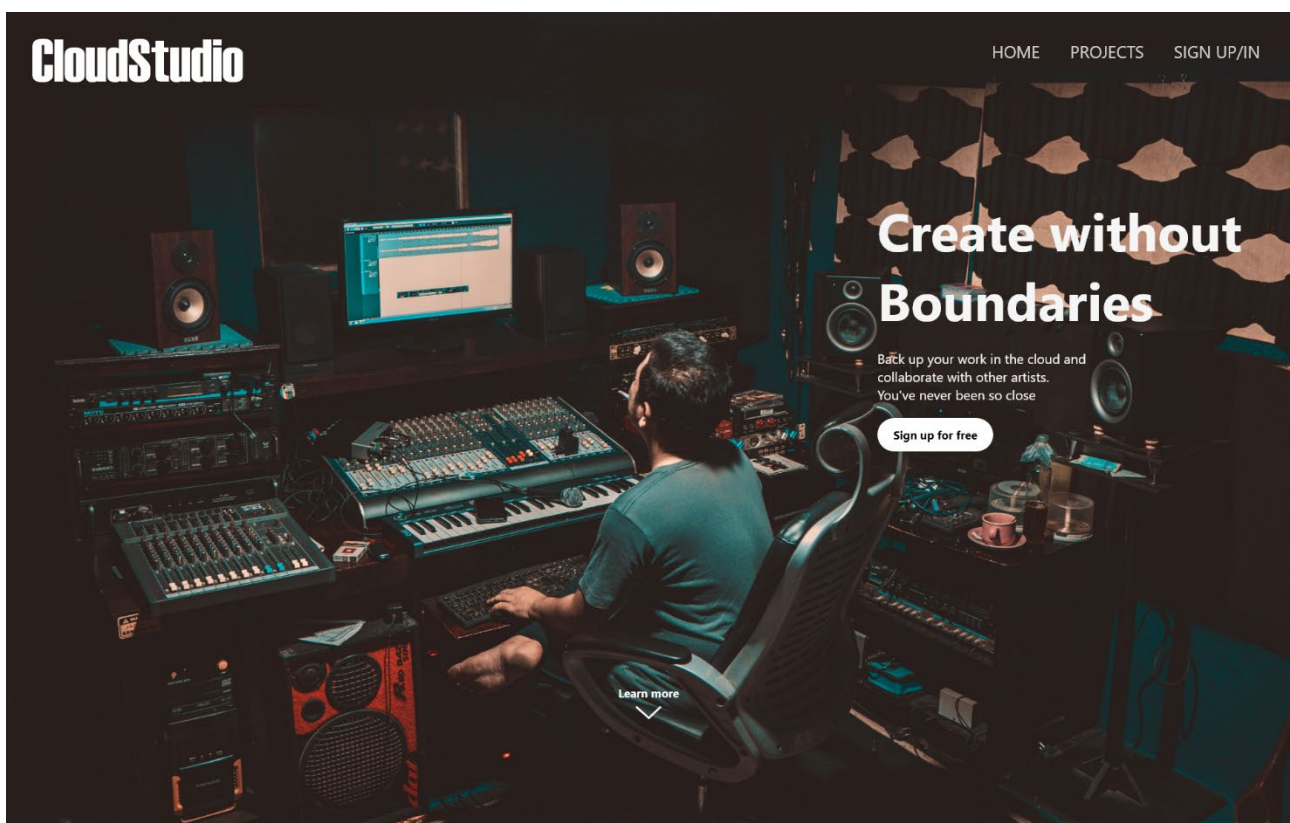 CloudStudio
HOME PROJECTS SIGN UP/IN
Create without
Boundaries
Back up your work in the cloud and
collaborate with other artists.
You've never been so close
Sign up for free
Learn more